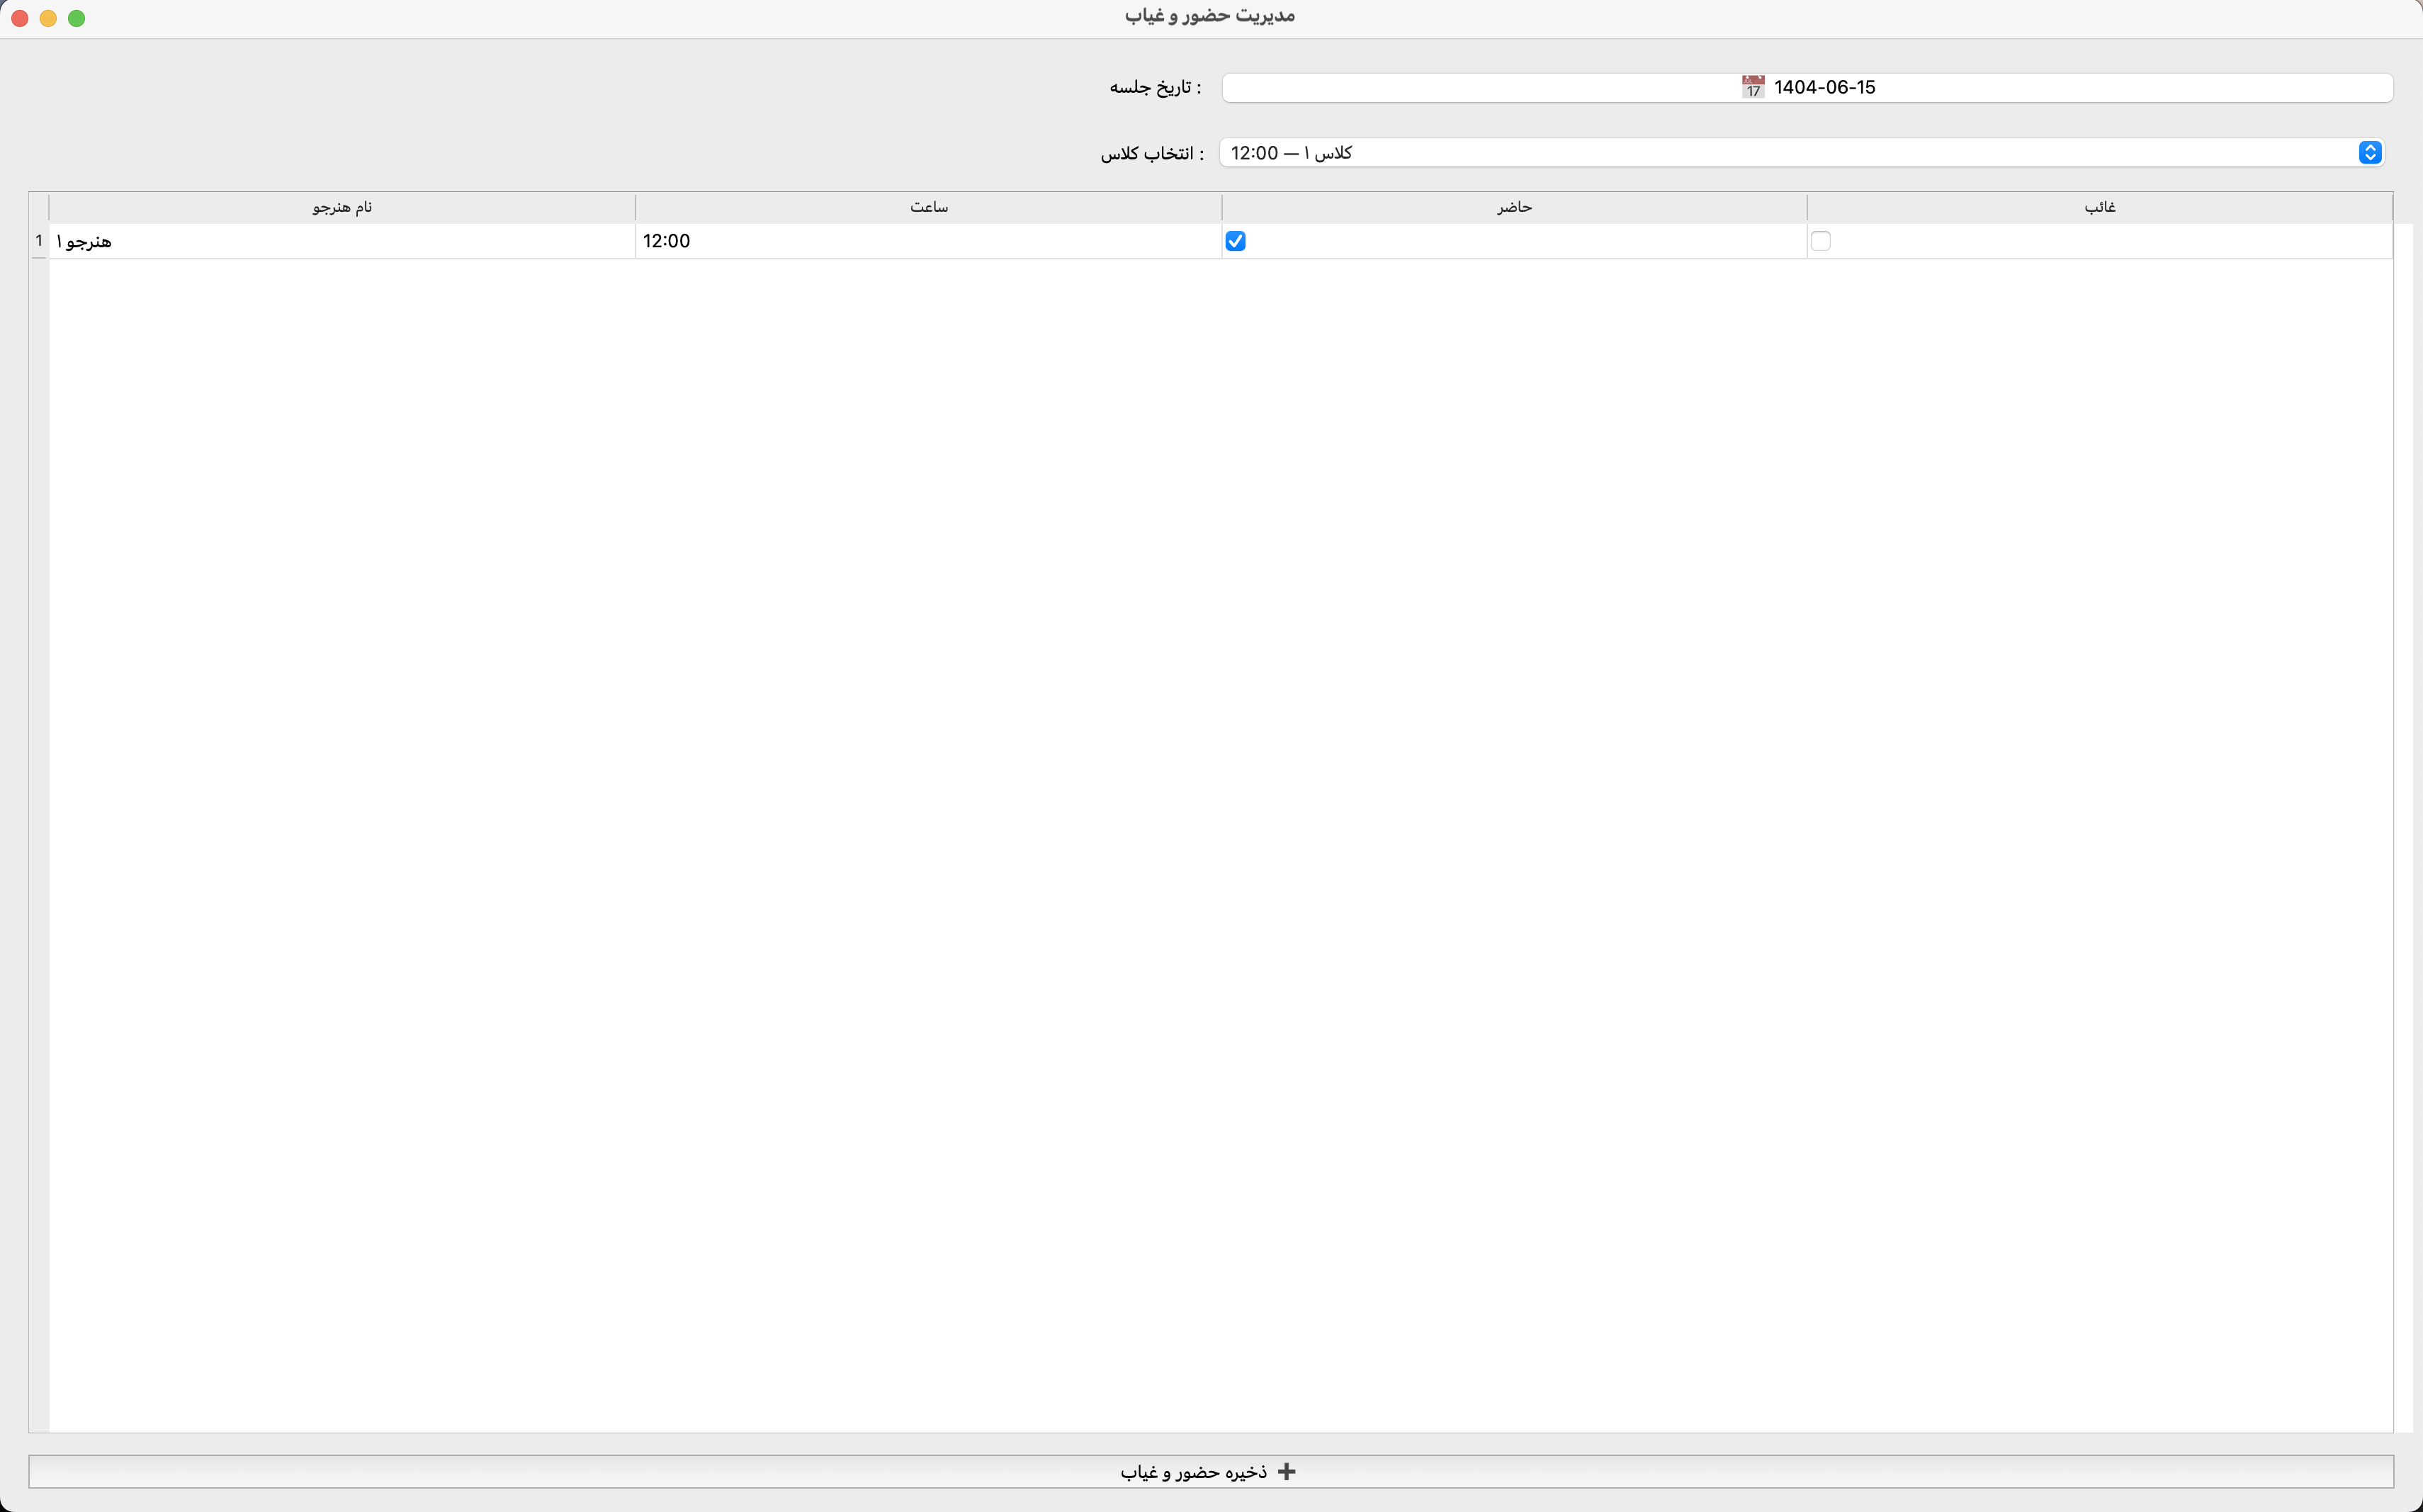 مدیریت حضور و غیاب
تاریخ جلسه :
17 1404-06-15
انتخاب کلاس :
کلاس ۱ — 12:00
نام هنرجو ساعت حاضر غائب
1 هنرجو ۱ 12:00
➕ ذخیره حضور و غیاب